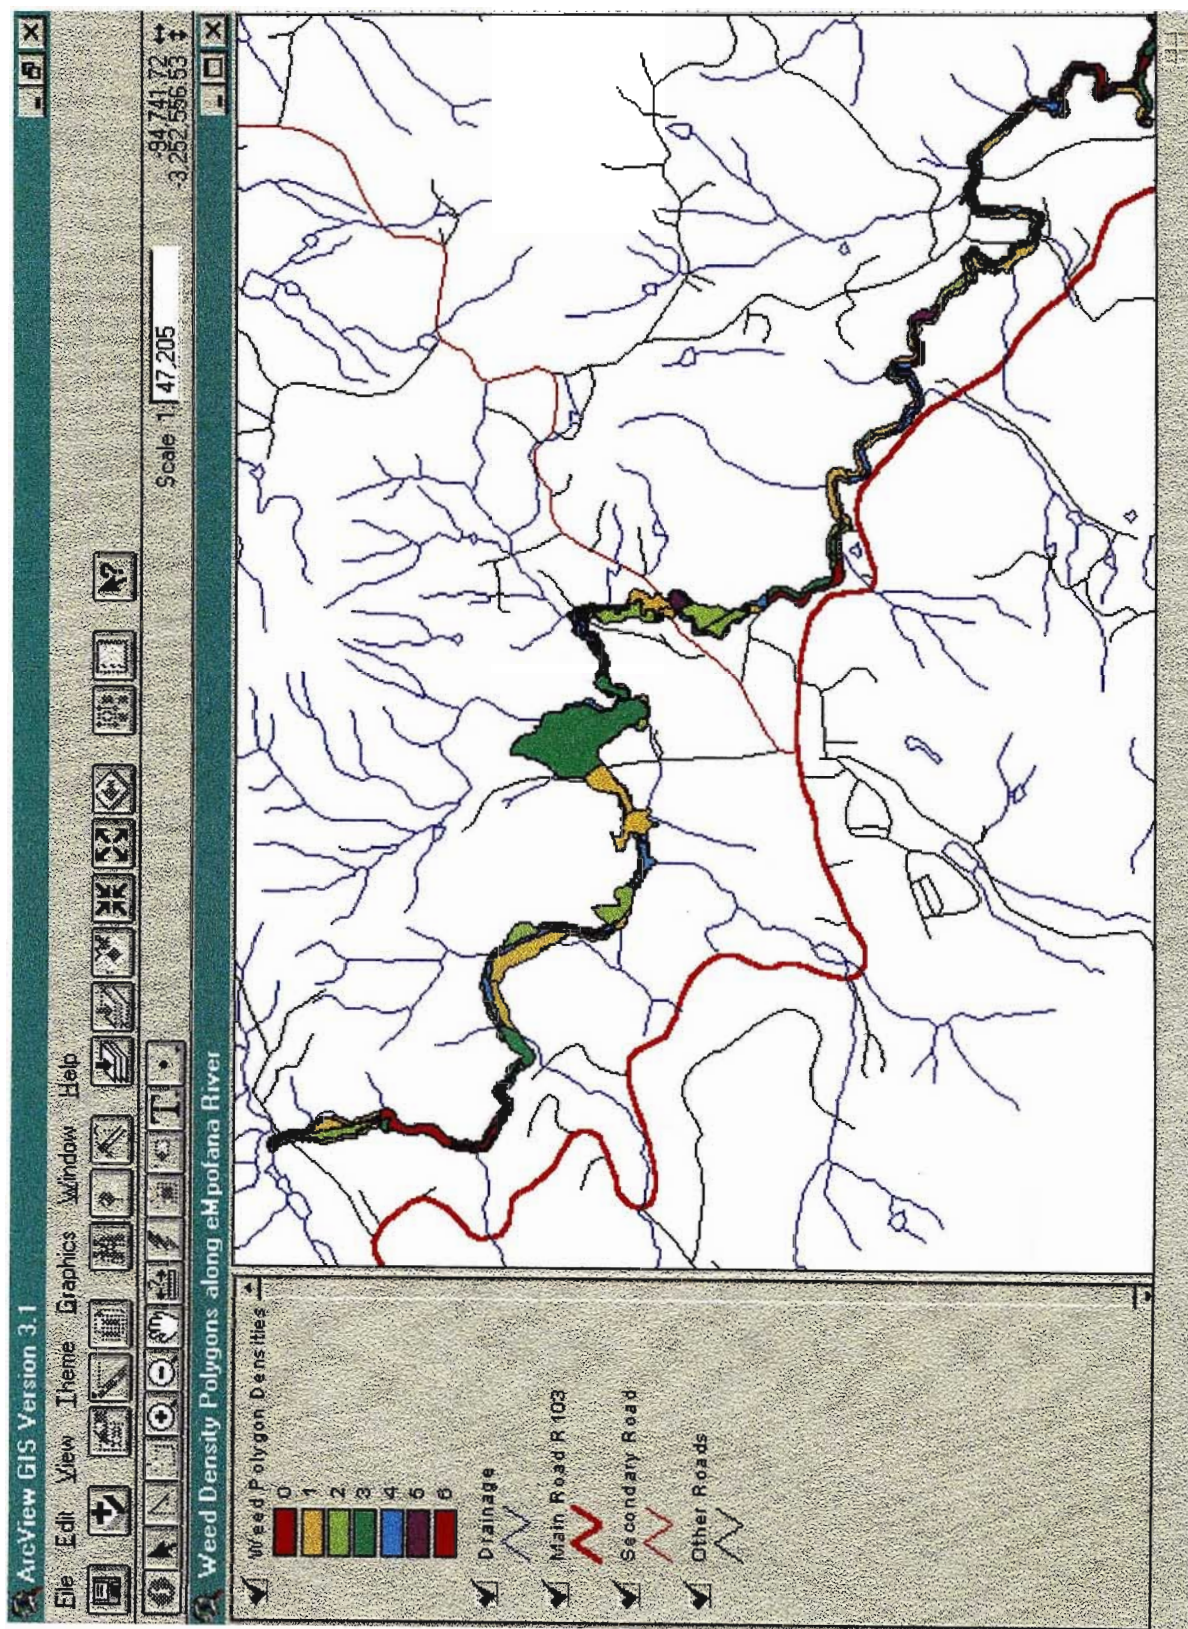 ArcView GIS Version 3.1
File Edit View Theme Graphics Window Help
Scale 1: 47,205
-94,741.72
-3,252,556.53
Weed Density Polygons along eMpofana River
Weed Polygon Densities
0
1
2
3
4
5
6
Drainage
Main Road R 103
Secondary Road
Other Roads